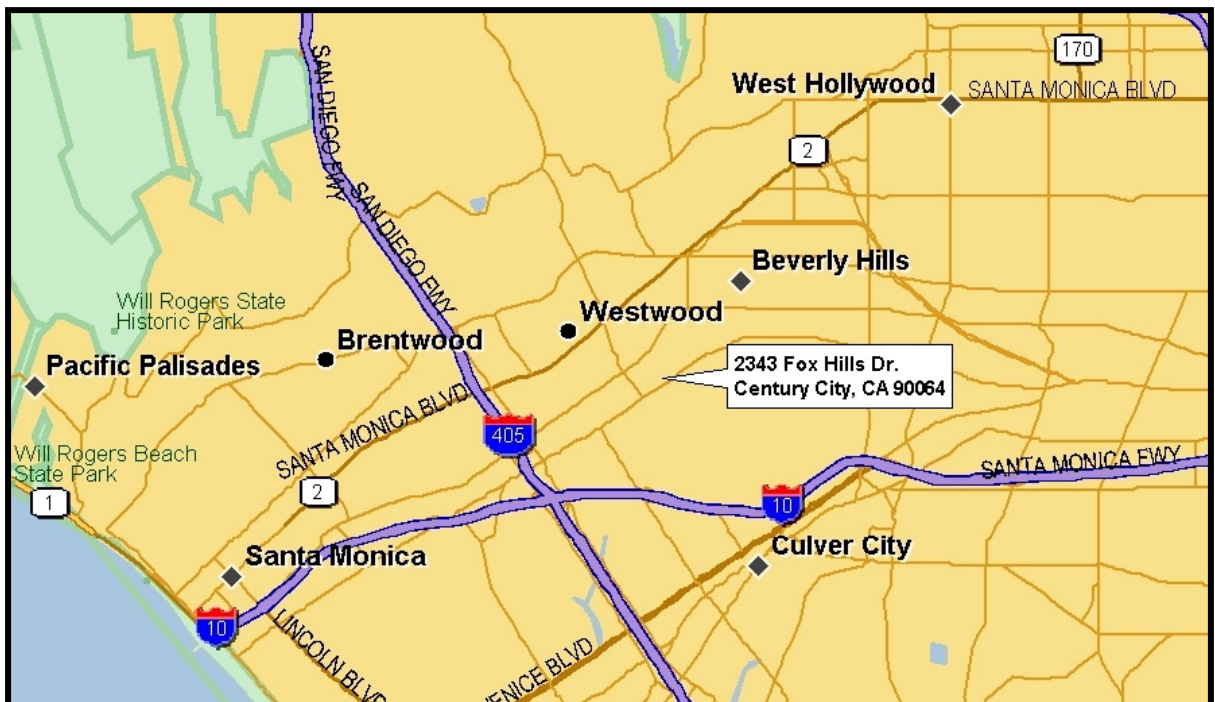 170
West Hollywood
SANTA MONICA BLVD
2
SAN DIEGO FWY
SAN DIEGO FWY
Beverly Hills
Will Rogers State
Historic Park
Westwood
Brentwood
Pacific Palisades
2343 Fox Hills Dr.
Century City, CA 90064
SANTA MONICA BLVD
405
Will Rogers Beach
State Park
SANTA MONICA FWY
2
1
10
Culver City
Santa Monica
10
LINCOLN BLVD
VENICE BLVD